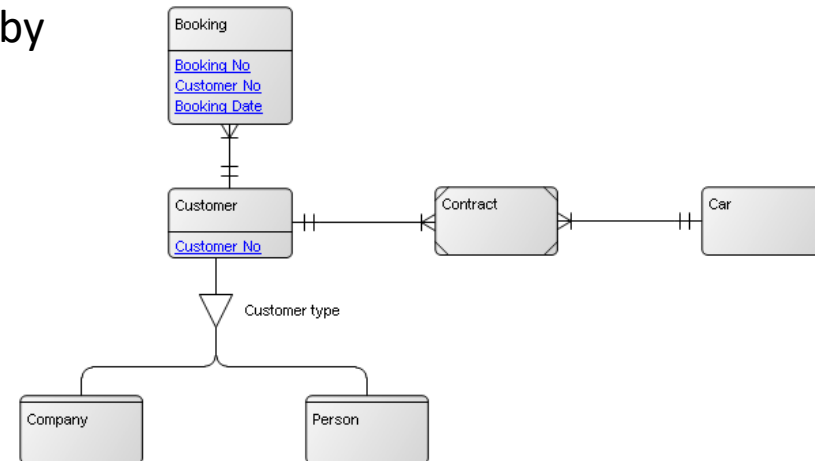 by
Booking
Booking No
Customer No
Booking Date
Customer
Customer No
Contract
Car
Customer type
Company
Person